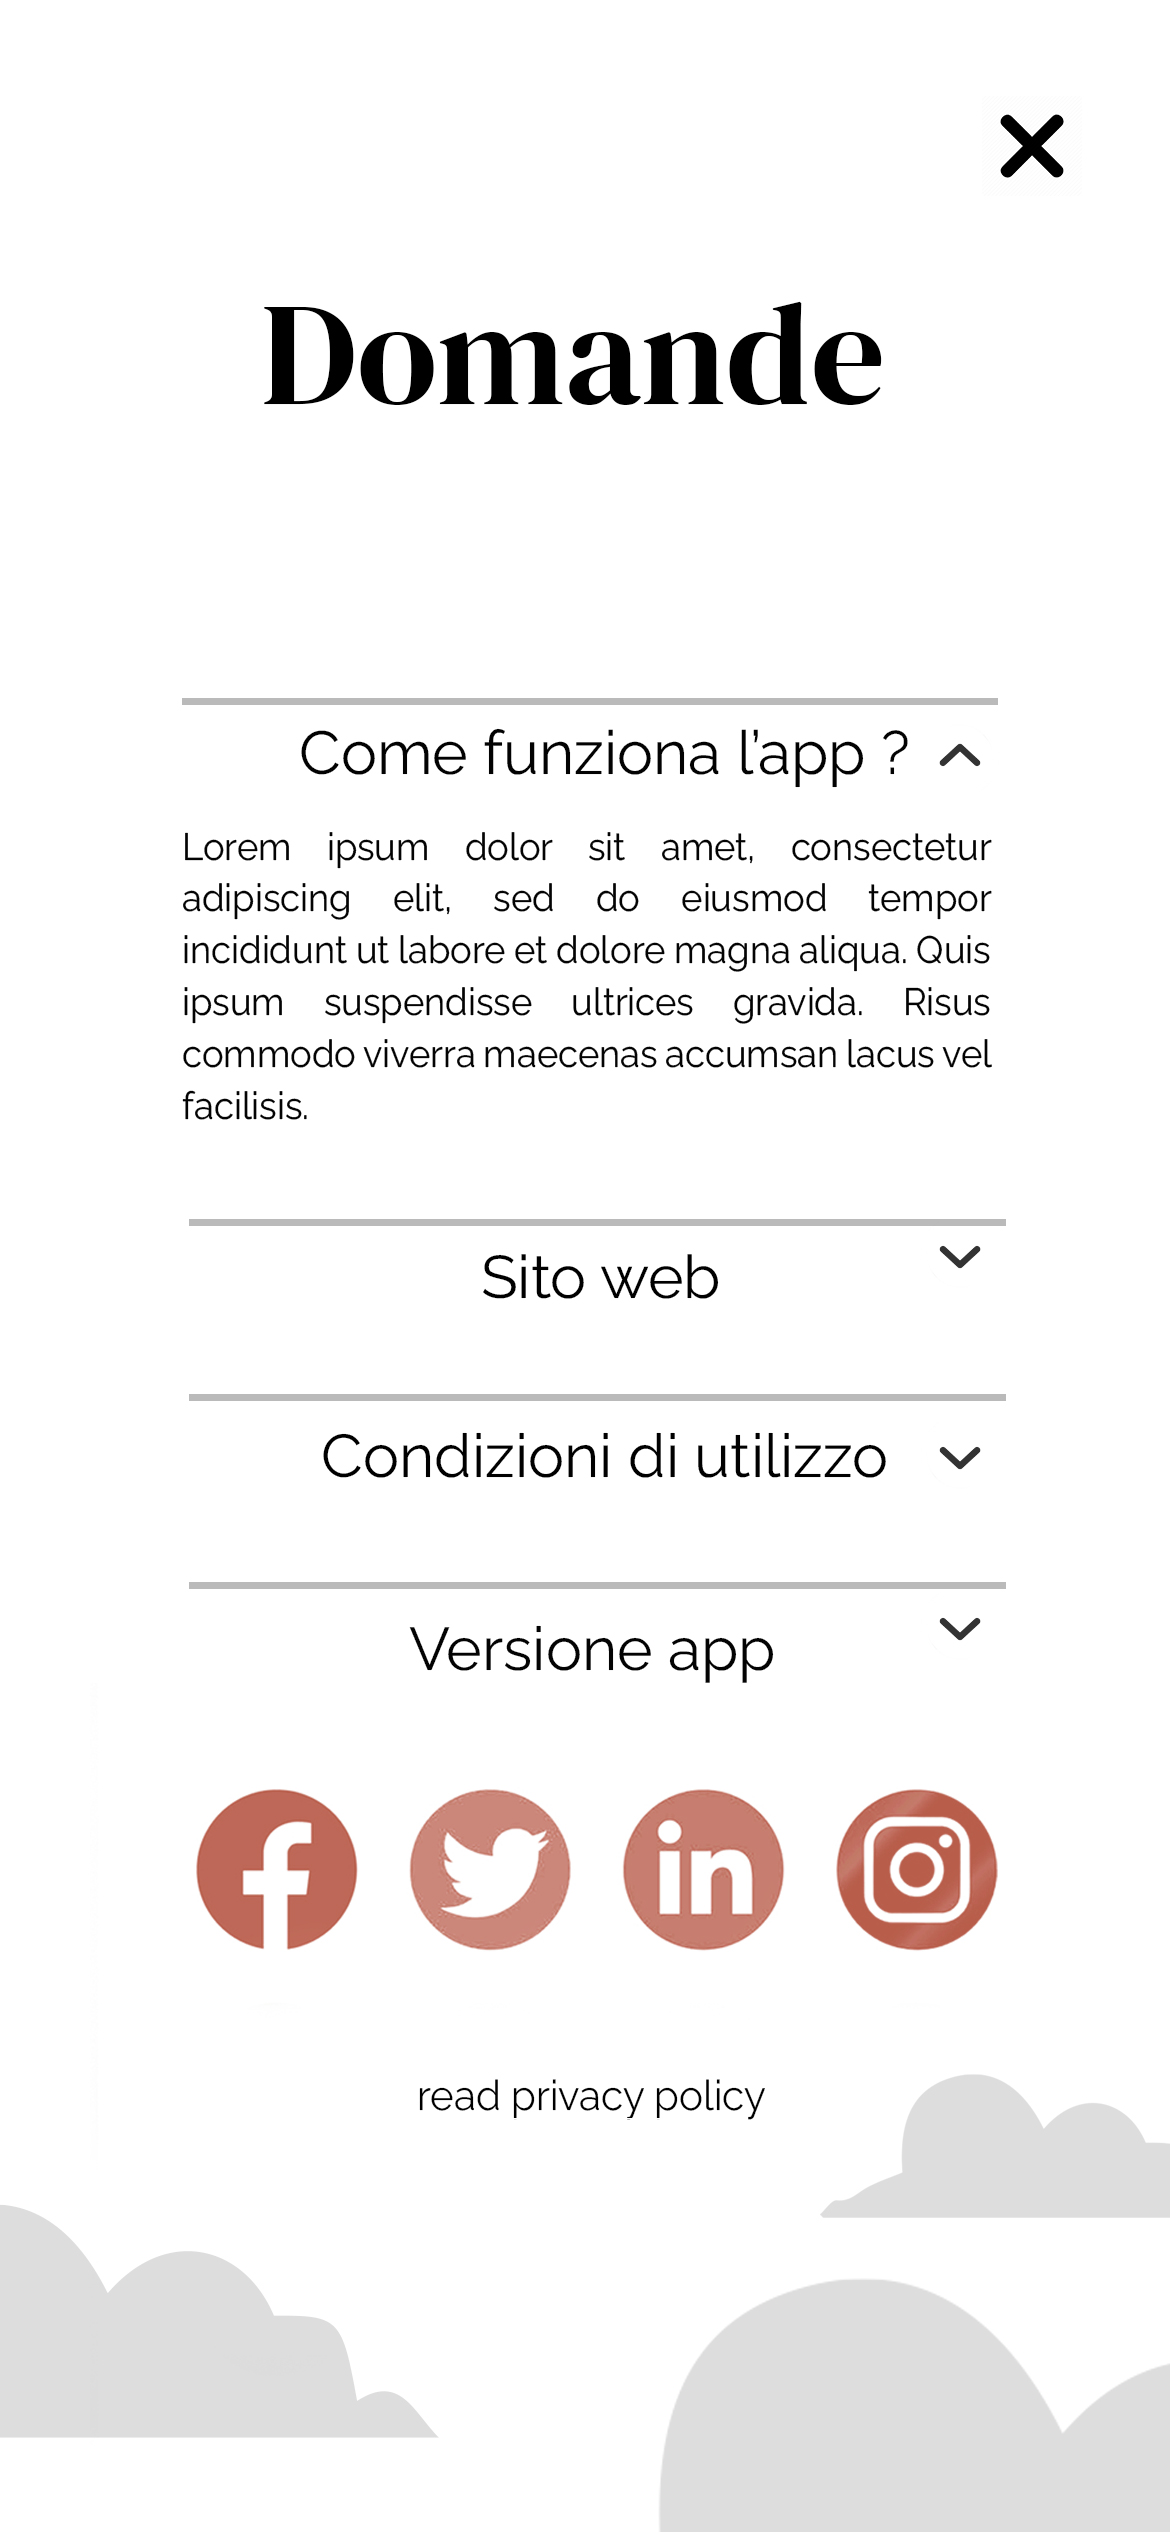 Domande
Come funziona l’app ?
Lorem ipsum dolor sit amet, consectetur
adipiscing elit, sed do eiusmod tempor
incididunt ut labore et dolore magna aliqua. Quis
ipsum suspendisse ultrices gravida. Risus
commodo viverra maecenas accumsan lacus vel
facilisis.
Sito web
Condizioni di utilizzo
Versione app
in
read privacy policy